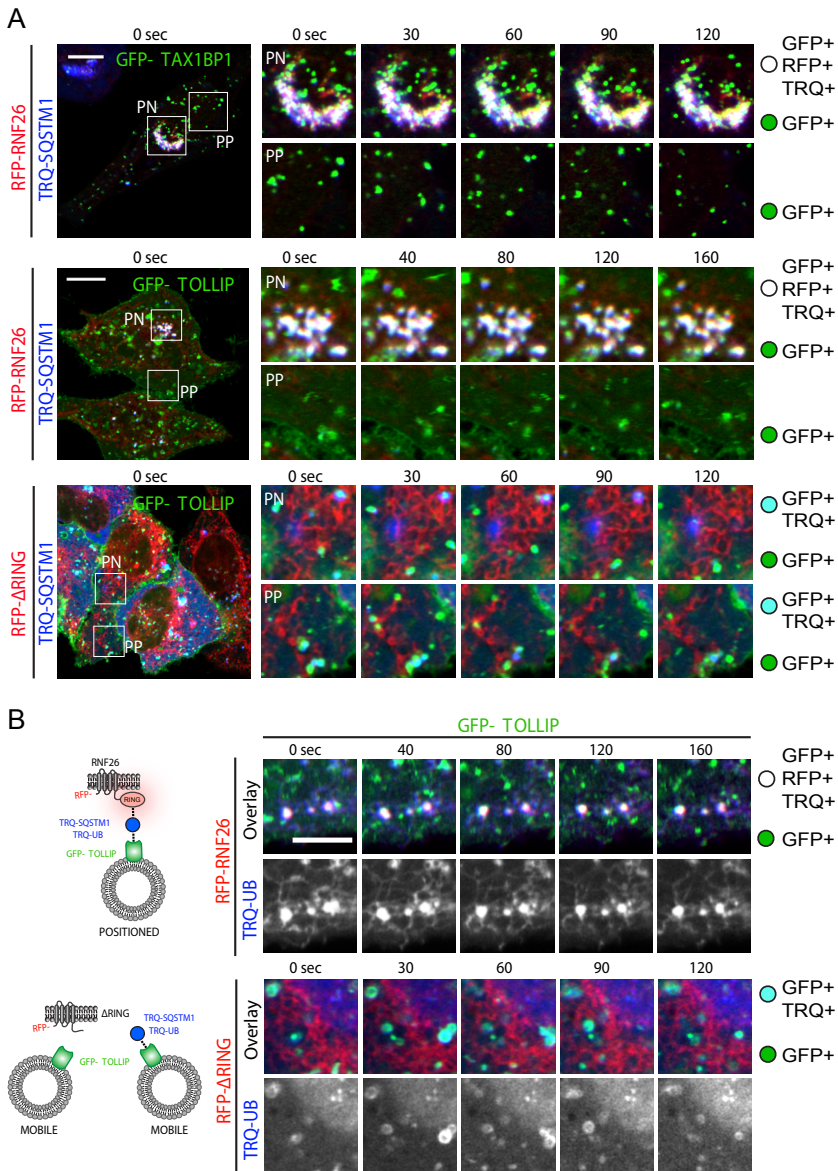 A
0 sec
0 sec 30 60 90 120
GFP- TAX1BP1
RFP-RNF26
TRQ-SQSTM1
PN
PP
PN
PP
GFP+
RFP+
TRQ+
GFP+
GFP+
0 sec
0 sec 40 80 120 160
GFP- TOLLIP
RFP-RNF26
TRQ-SQSTM1
PN
PP
PN
PP
GFP+
RFP+
TRQ+
GFP+
GFP+
0 sec
0 sec 30 60 90 120
GFP- TOLLIP
RFP-ΔRING
TRQ-SQSTM1
PN
PP
PN
PP
GFP+
TRQ+
GFP+
GFP+
TRQ+
GFP+
B
GFP- TOLLIP
RNF26
RFP-
RING
TRQ-SQSTM1
TRQ-UB
GFP- TOLLIP
POSITIONED
0 sec 40 80 120 160
RFP-RNF26
Overlay
TRQ-UB
GFP+
RFP+
TRQ+
GFP+
ΔRING
RFP-
TRQ-SQSTM1
TRQ-UB
GFP- TOLLIP
MOBILE MOBILE
0 sec 30 60 90 120
RFP-ΔRING
Overlay
TRQ-UB
GFP+
TRQ+
GFP+